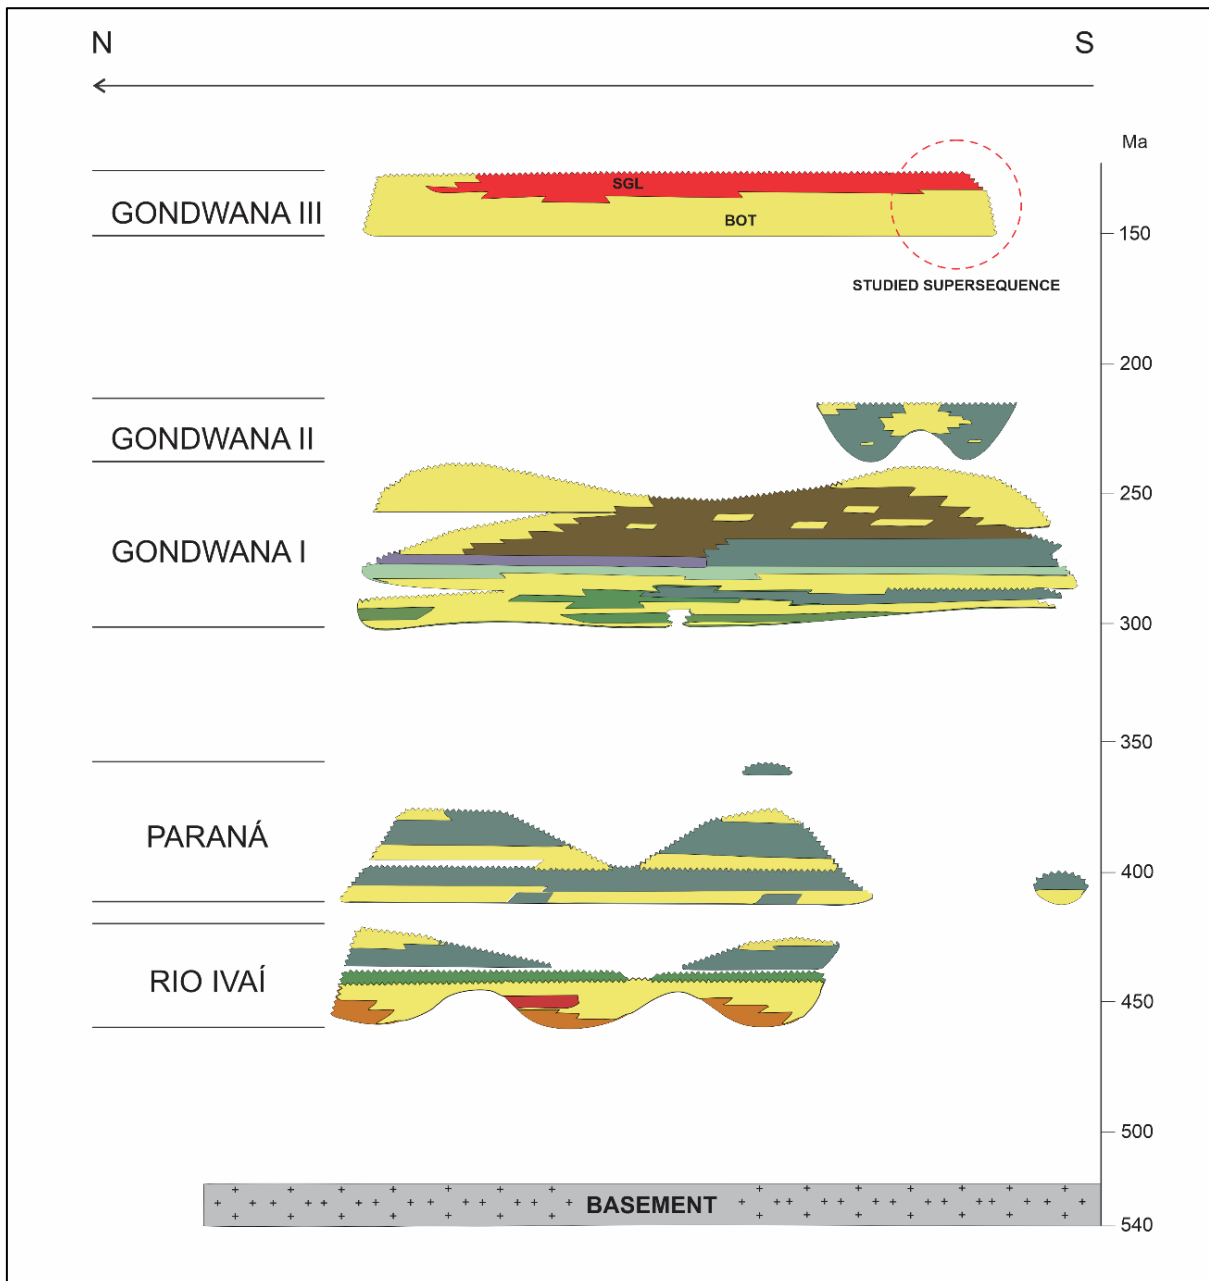 N
S
Ma
SGL
GONDWANA III
BOT
150
STUDIED SUPERSEQUENCE
200
GONDWANA II
250
GONDWANA I
300
350
PARANÁ
400
RIO IVAÍ
450
500
BASEMENT
540